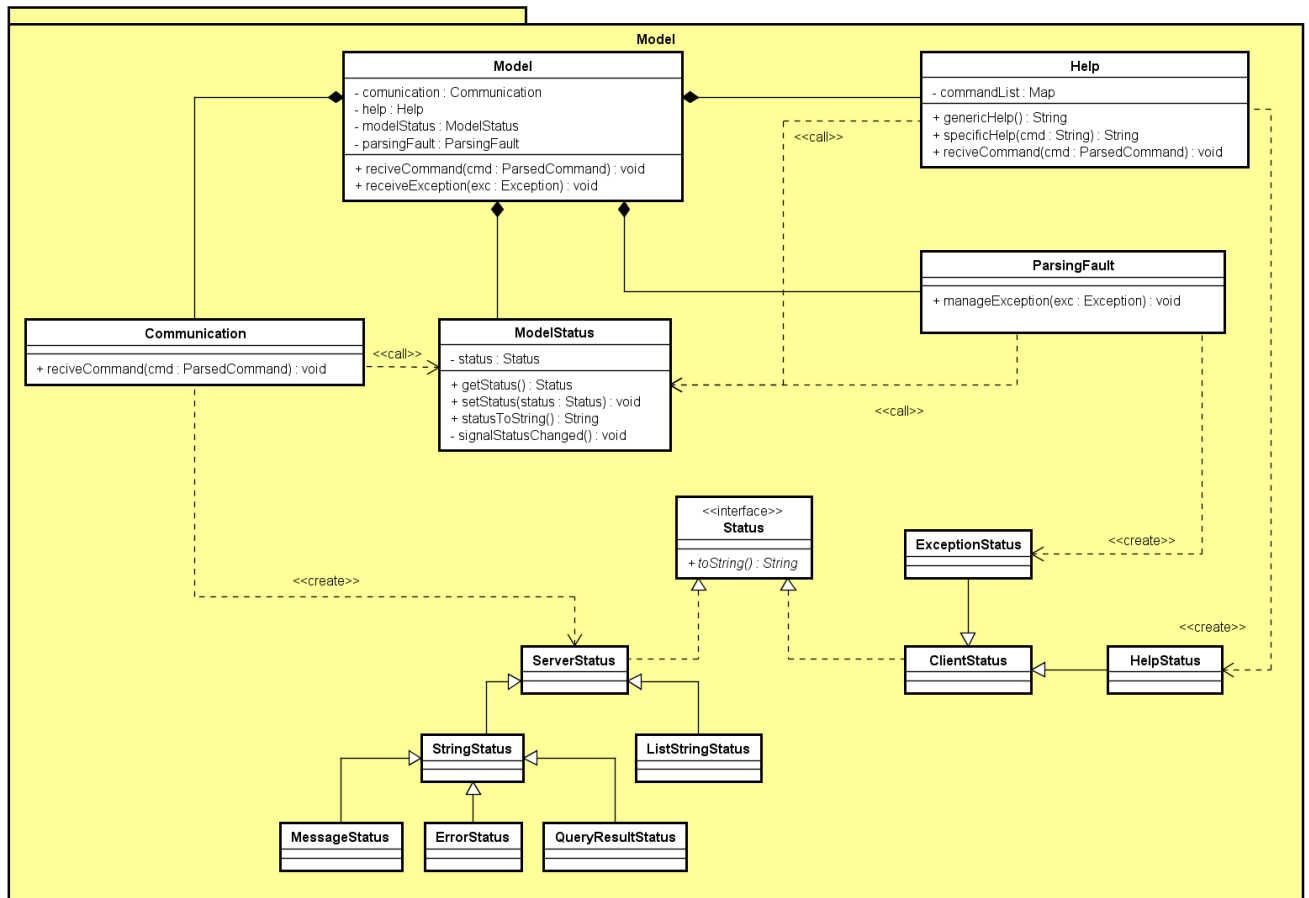 Model
Model
- comunication : Communication
- help : Help
- modelStatus : ModelStatus
- parsingFault : ParsingFault
+ reciveCommand(cmd : ParsedCommand) : void
+ receiveException(exc : Exception) : void
Help
- commandList : Map
+ genericHelp() : String
+ specificHelp(cmd : String) : String
+ reciveCommand(cmd : ParsedCommand) : void
<<call>>
ParsingFault
+ manageException(exc : Exception) : void
Communication
+ reciveCommand(cmd : ParsedCommand) : void
<<call>>
ModelStatus
- status : Status
+ getStatus() : Status
+ setStatus(status : Status) : void
+ statusToString() : String
- signalStatusChanged() : void
<<call>>
<<interface>>
Status
+ toString() : String
ExceptionStatus
<<create>>
<<create>>
<<create>>
ServerStatus
ClientStatus
HelpStatus
StringStatus
ListStringStatus
MessageStatus
ErrorStatus
QueryResultStatus